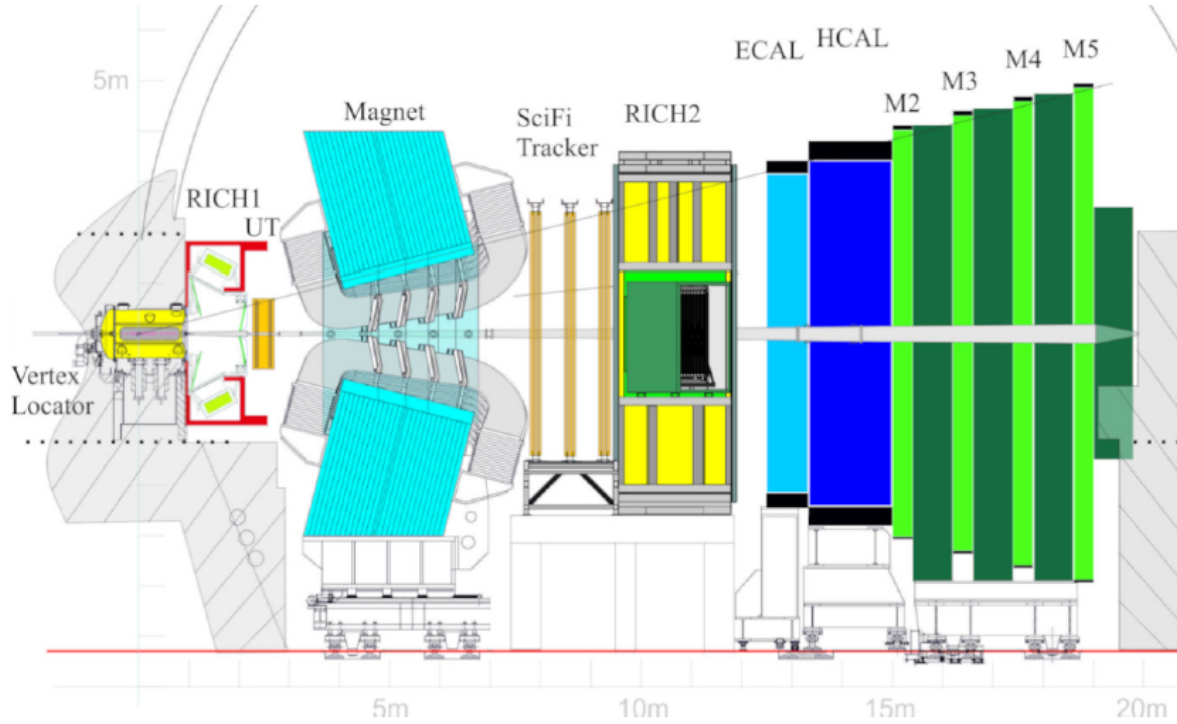 HCAL
ECAL
M5
M4
M3
5m
M2
Magnet
SciFi
Tracker
RICH2
RICH1
UT
Vertex
Locator
5m
10m
15m
20m